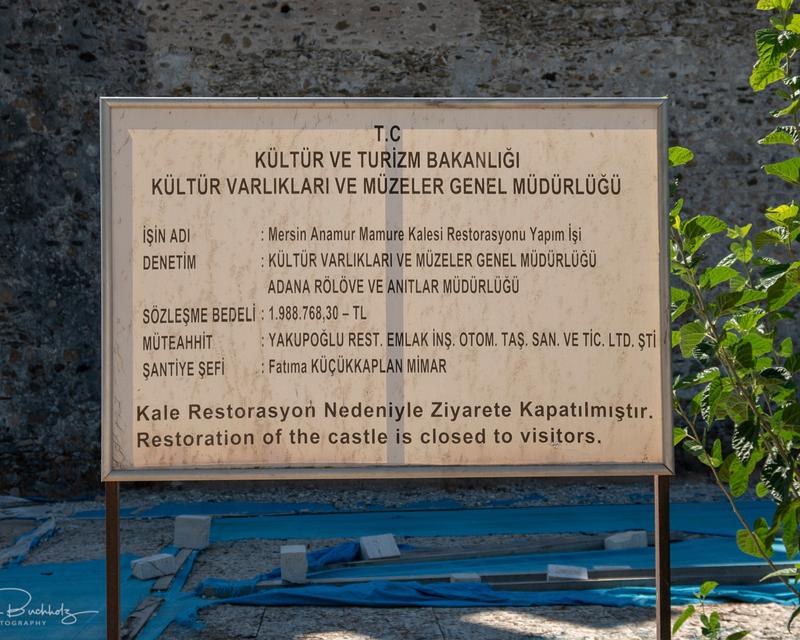 T.C
KÜLTÜR VE TURİZM BAKANLIĞI
KÜLTÜR VARLIKLARI VE MÜZELER GENEL MÜDÜRLÜĞÜ
İŞİN ADI : Mersin Anamur Mamure Kalesi Restorasyonu Yapım İşi
DENETİM : KÜLTÜR VARLIKLARI VE MÜZELER GENEL MÜDÜRLÜĞÜ
ADANA RÖLÖVE VE ANITLAR MÜDÜRLÜĞÜ
SÖZLEŞME BEDELİ : 1.988.768,30 – TL
MÜTEAHHİT : YAKUPOĞLU REST. EMLAK İNŞ. OTOM. TAŞ. SAN. VE TİC. LTD. ŞTİ
ŞANTİYE ŞEFİ : Fatıma KÜÇÜKKAPLAN MİMAR
Kale Restorasyon Nedeniyle Ziyarete Kapatılmıştır.
Restoration of the castle is closed to visitors.
Buchholz